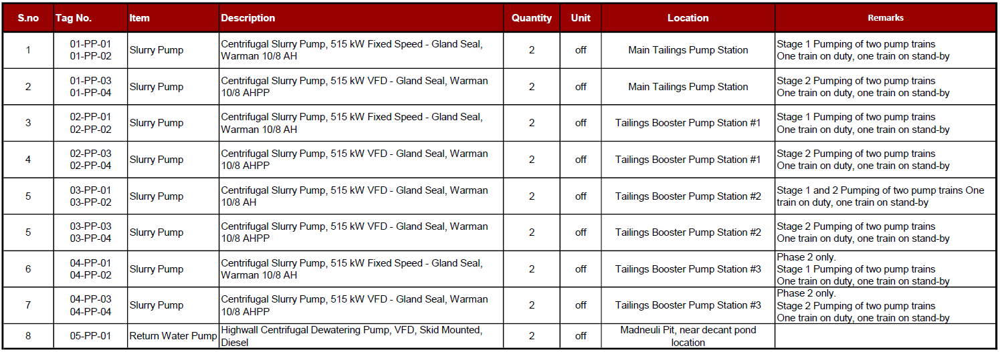 S.no Tag No. Item Description Quantity Unit Location Remarks
1 01-PP-01 01-PP-02 Slurry Pump Centrifugal Slurry Pump, 515 kW Fixed Speed - Gland Seal, Warman 10/8 AH 2 off Main Tailings Pump Station Stage 1 Pumping of two pump trains One train on duty, one train on stand-by
2 01-PP-03 01-PP-04 Slurry Pump Centrifugal Slurry Pump, 515 kW VFD - Gland Seal, Warman 10/8 AHPP 2 off Main Tailings Pump Station Stage 2 Pumping of two pump trains One train on duty, one train on stand-by
3 02-PP-01 02-PP-02 Slurry Pump Centrifugal Slurry Pump, 515 kW Fixed Speed - Gland Seal, Warman 10/8 AH 2 off Tailings Booster Pump Station #1 Stage 1 Pumping of two pump trains One train on duty, one train on stand-by
4 02-PP-03 02-PP-04 Slurry Pump Centrifugal Slurry Pump, 515 kW VFD - Gland Seal, Warman 10/8 AHPP 2 off Tailings Booster Pump Station #1 Stage 2 Pumping of two pump trains One train on duty, one train on stand-by
5 03-PP-01 03-PP-02 Slurry Pump Centrifugal Slurry Pump, 515 kW VFD - Gland Seal, Warman 10/8 AH 2 off Tailings Booster Pump Station #2 Stage 1 and 2 Pumping of two pump trains One train on duty, one train on stand-by
5 03-PP-03 03-PP-04 Slurry Pump Centrifugal Slurry Pump, 515 kW VFD - Gland Seal, Warman 10/8 AHPP 2 off Tailings Booster Pump Station #2 Stage 2 Pumping of two pump trains One train on duty, one train on stand-by
6 04-PP-01 04-PP-02 Slurry Pump Centrifugal Slurry Pump, 515 kW Fixed Speed - Gland Seal, Warman 10/8 AH 2 off Tailings Booster Pump Station #3 Phase 2 only. Stage 1 Pumping of two pump trains One train on duty, one train on stand-by
7 04-PP-03 04-PP-04 Slurry Pump Centrifugal Slurry Pump, 515 kW VFD - Gland Seal, Warman 10/8 AHPP 2 off Tailings Booster Pump Station #3 Phase 2 only. Stage 2 Pumping of two pump trains One train on duty, one train on stand-by
8 05-PP-01 Return Water Pump Highwall Centrifugal Dewatering Pump, VFD, Skid Mounted, Diesel 2 off Madneuli Pit, near decant pond location